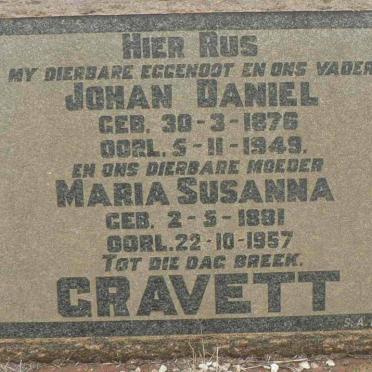 HIER RUS
MY DIERBARE EGGENOOT EN ONS VADER
JOHAN DANIEL
GEB. 30-3-1876
OORL. 5-11-1949.
EN ONS DIERBARE MOEDER
MARIA SUSANNA
GEB. 2-5-1881
OORL. 22-10-1957
TOT DIE DAG BREEK.
GRAVETT
S.A.